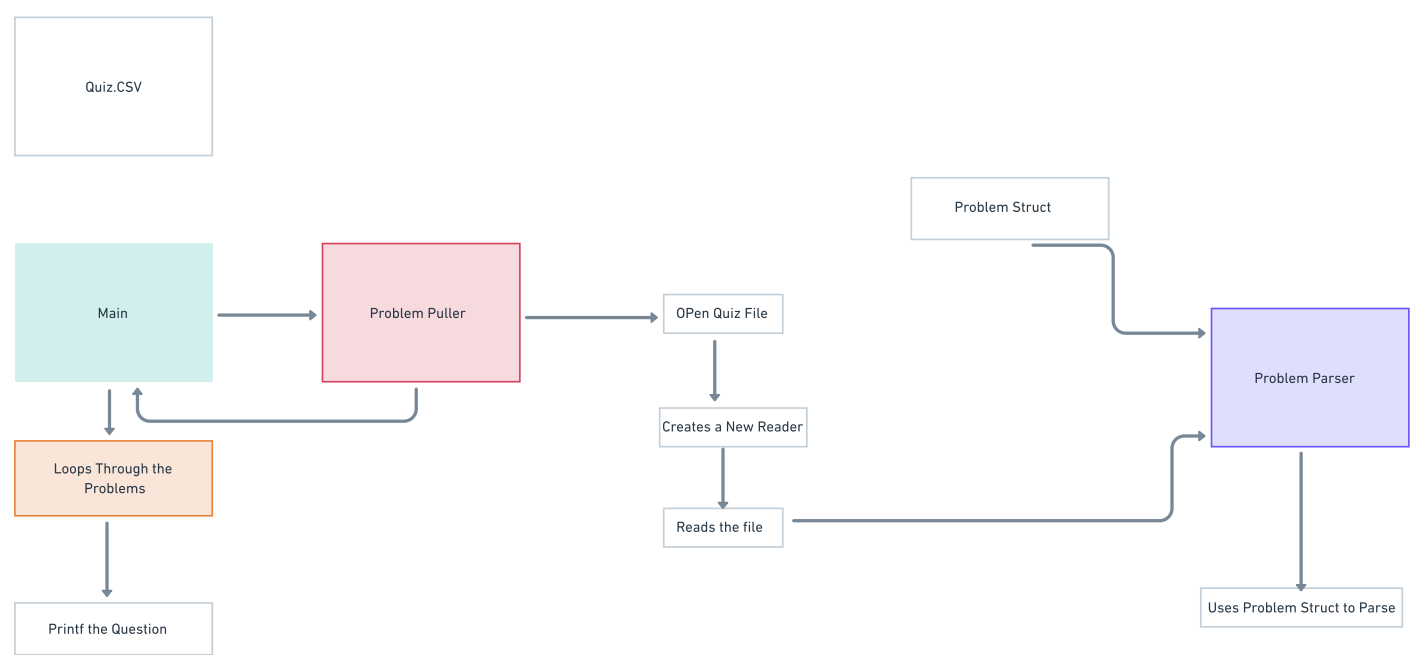 Quiz.CSV
Problem Struct
Main
Problem Puller
OPen Quiz File
Problem Parser
Creates a New Reader
Loops Through the
Problems
Reads the file
Uses Problem Struct to Parse
Printf the Question